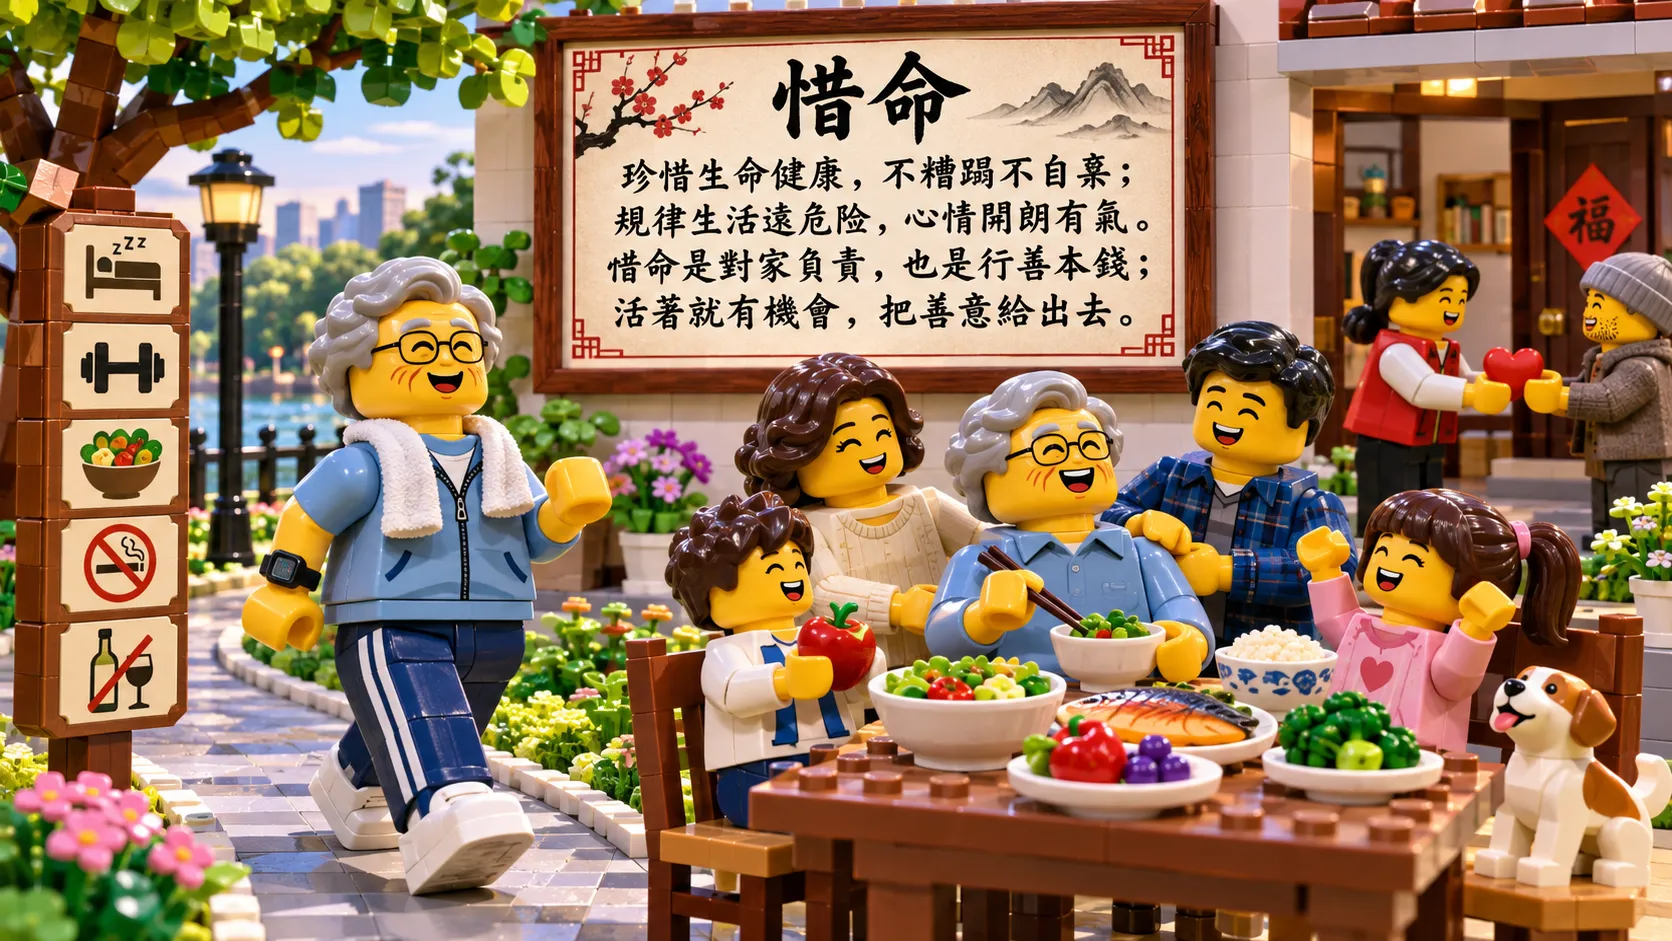 惜命
珍惜生命健康，不糟蹋不自棄；
規律生活遠危险，心情開朗有氣。
惜命是對家負責，也是行善本錢；
活著就有機會，把善意給出去。
zzz
福